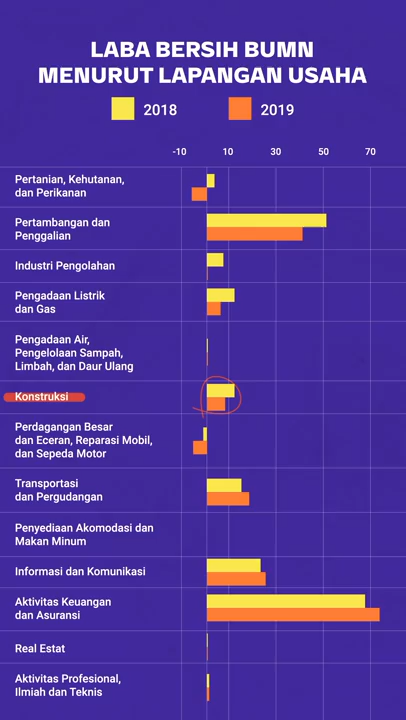 LABA BERSIH BUMN
MENURUT LAPANGAN USAHA
2018 2019
-10 10 30 50 70
Pertanian, Kehutanan,
dan Perikanan
Pertambangan dan
Penggalian
Industri Pengolahan
Pengadaan Listrik
dan Gas
Pengadaan Air,
Pengelolaan Sampah,
Limbah, dan Daur Ulang
Konstruksi
Perdagangan Besar
dan Eceran, Reparasi Mobil,
dan Sepeda Motor
Transportasi
dan Pergudangan
Penyediaan Akomodasi dan
Makan Minum
Informasi dan Komunikasi
Aktivitas Keuangan
dan Asuransi
Real Estat
Aktivitas Profesional,
Ilmiah dan Teknis